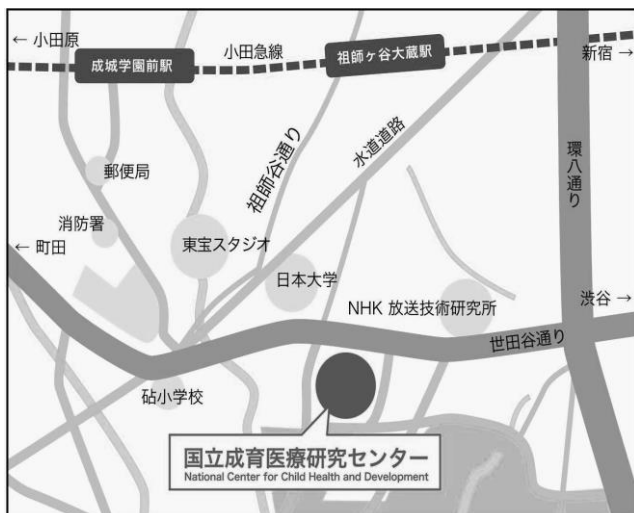 ← 小田原
成城学園前駅
小田急線
祖師ヶ谷大蔵駅
新宿 →
郵便局
祖師谷通り
水道道路
環八通り
消防署
← 町田
東宝スタジオ
日本大学
NHK 放送技術研究所
渋谷 →
世田谷通り
砧小学校
国立成育医療研究センター
National Center for Child Health and Development